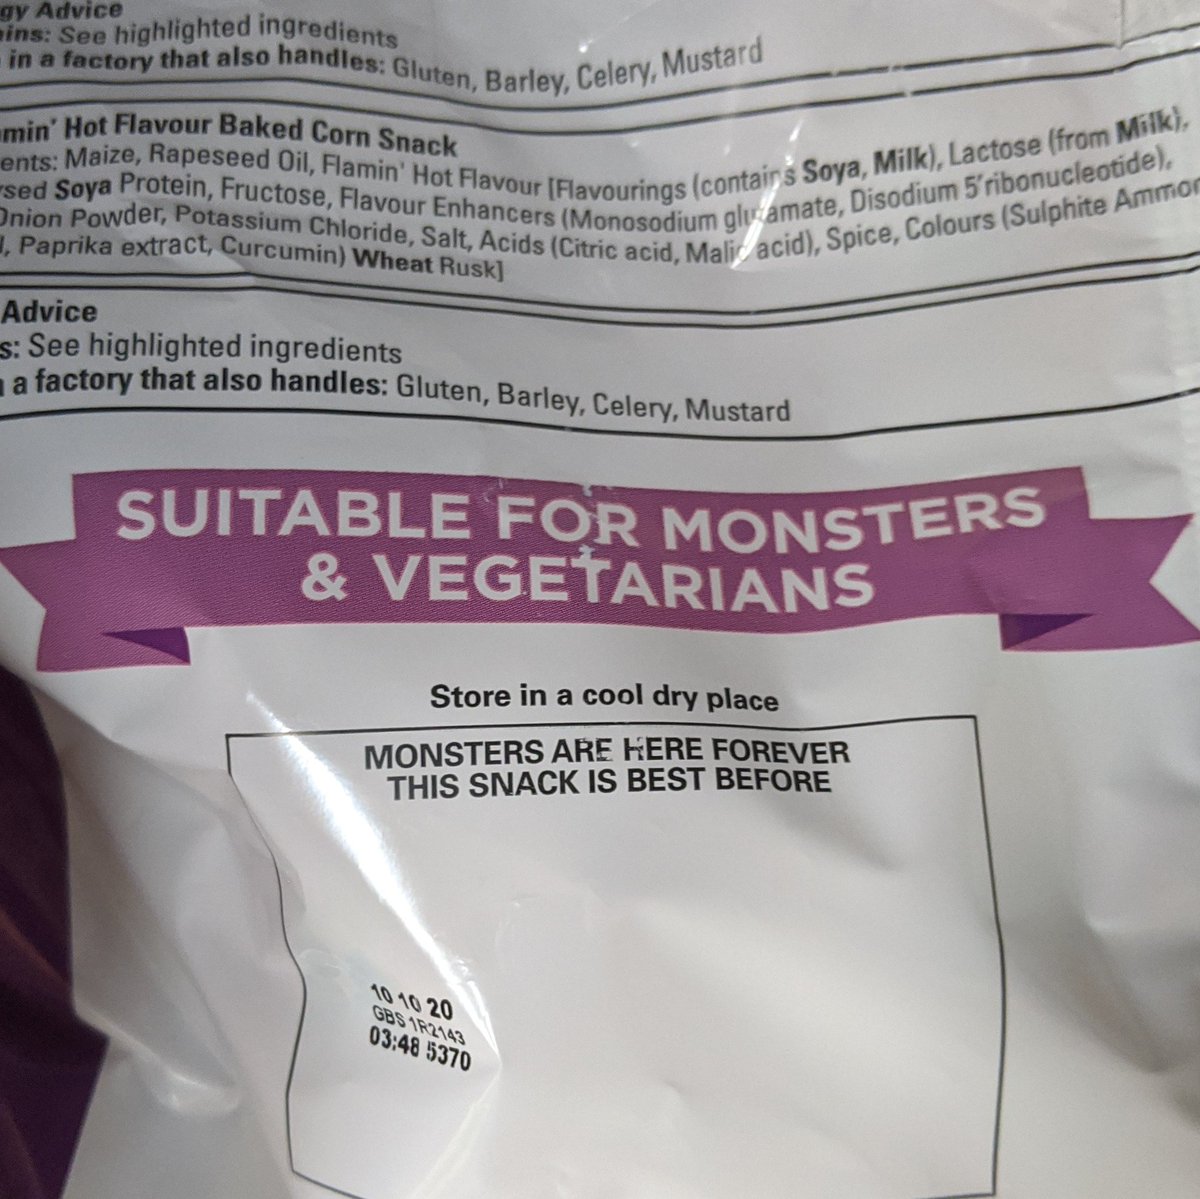 gy Advice
ins: See highlighted ingredients
in a factory that also handles: Gluten, Barley, Celery, Mustard
min' Hot Flavour Baked Corn Snack
ents: Maize, Rapeseed Oil, Flamin' Hot Flavour [Flavourings (contains Soya, Milk), Lactose (from Milk),
sed Soya Protein, Fructose, Flavour Enhancers (Monosodium glutamate, Disodium 5'ribonucleotide),
Onion Powder, Potassium Chloride, Salt, Acids (Citric acid, Malic acid), Spice, Colours (Sulphite Ammon
, Paprika extract, Curcumin) Wheat Rusk]
Advice
s: See highlighted ingredients
a factory that also handles: Gluten, Barley, Celery, Mustard
SUITABLE FOR MONSTERS
& VEGETARIANS
Store in a cool dry place
MONSTERS ARE HERE FOREVER
THIS SNACK IS BEST BEFORE
10 10 20
GBS 1R2143
03:48 5370